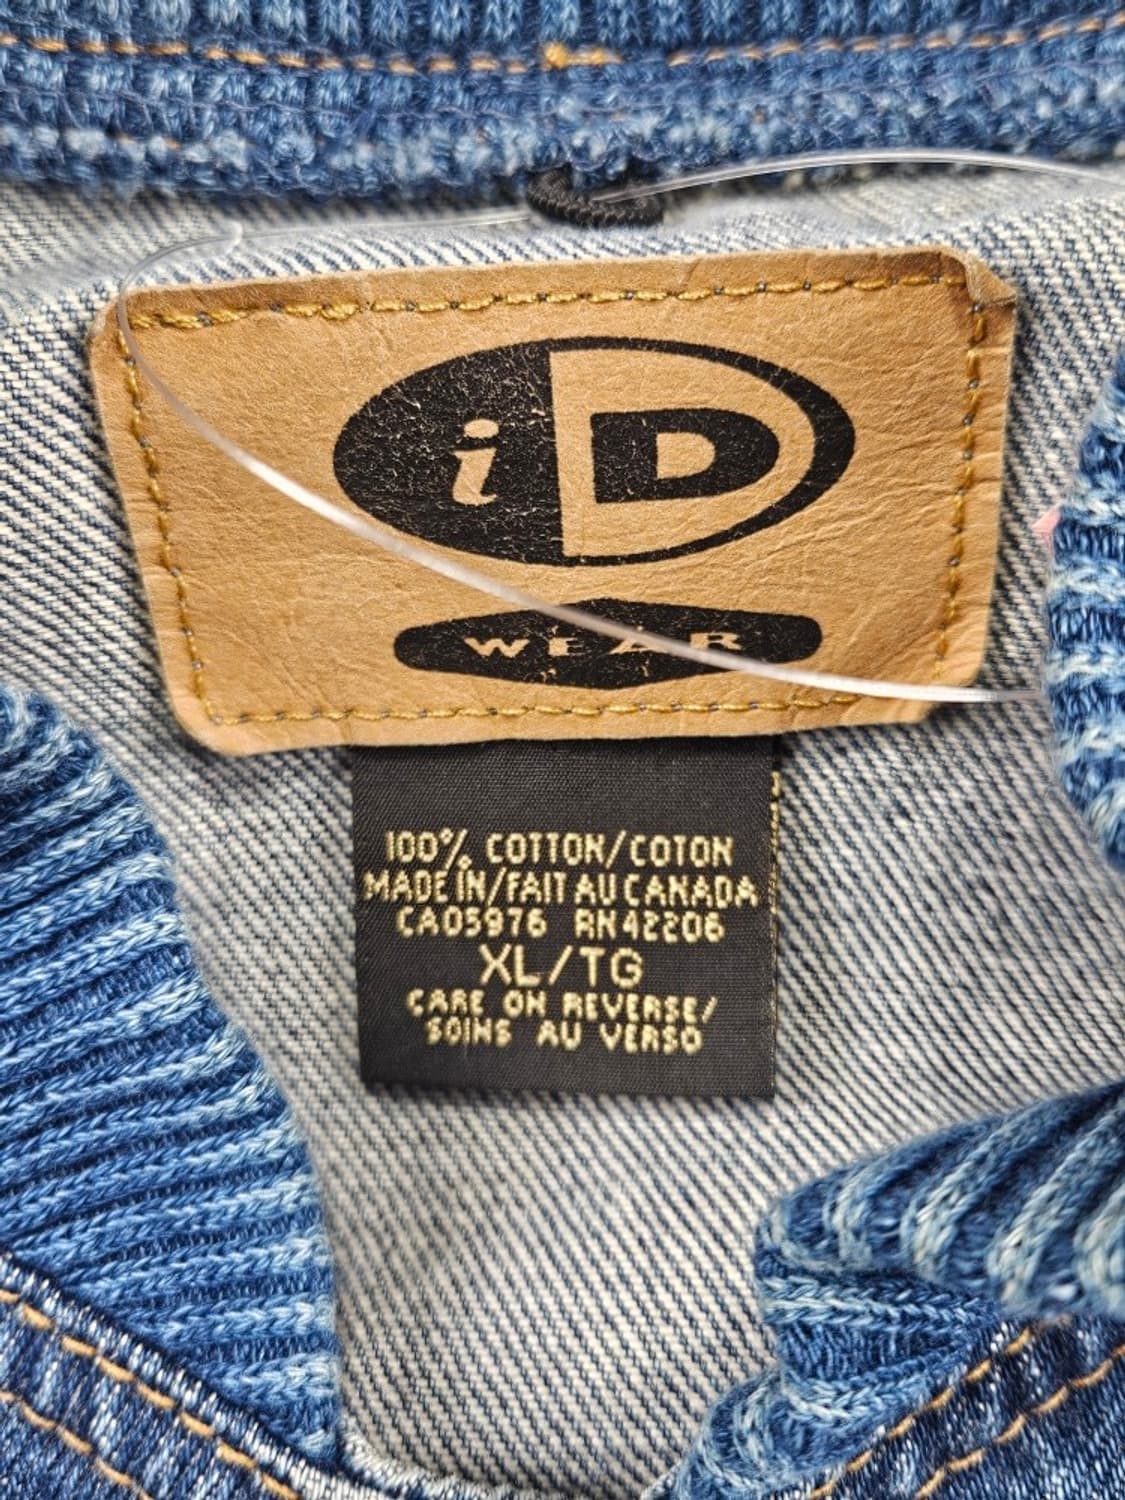 iD
WEAR
100% COTTON/COTON
MADE IN/FAIT AU CANADA
CA05976 RN42206
XL/TG
CARE ON REVERSE/
SOINS AU VERSO